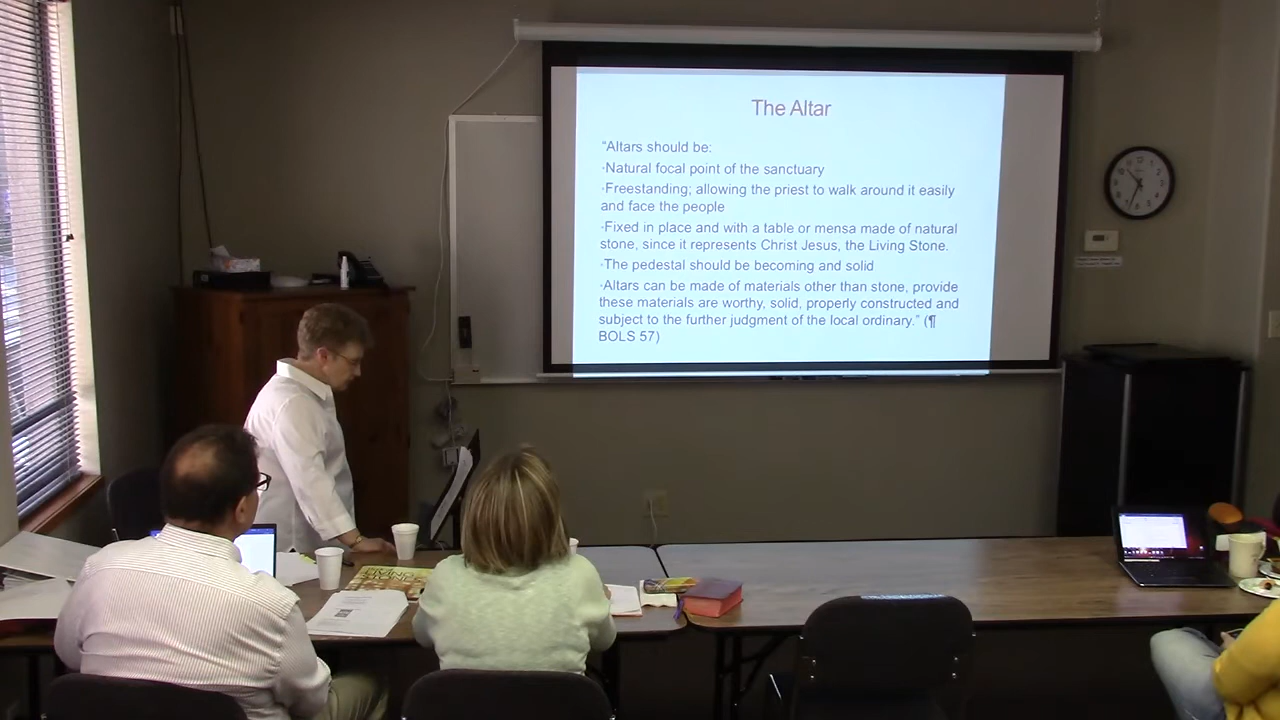 The Altar
“Altars should be:
·Natural focal point of the sanctuary
·Freestanding; allowing the priest to walk around it easily
and face the people
·Fixed in place and with a table or mensa made of natural
stone, since it represents Christ Jesus, the Living Stone.
·The pedestal should be becoming and solid
·Altars can be made of materials other than stone, provide
these materials are worthy, solid, properly constructed and
subject to the further judgment of the local ordinary.” (¶
BOLS 57)